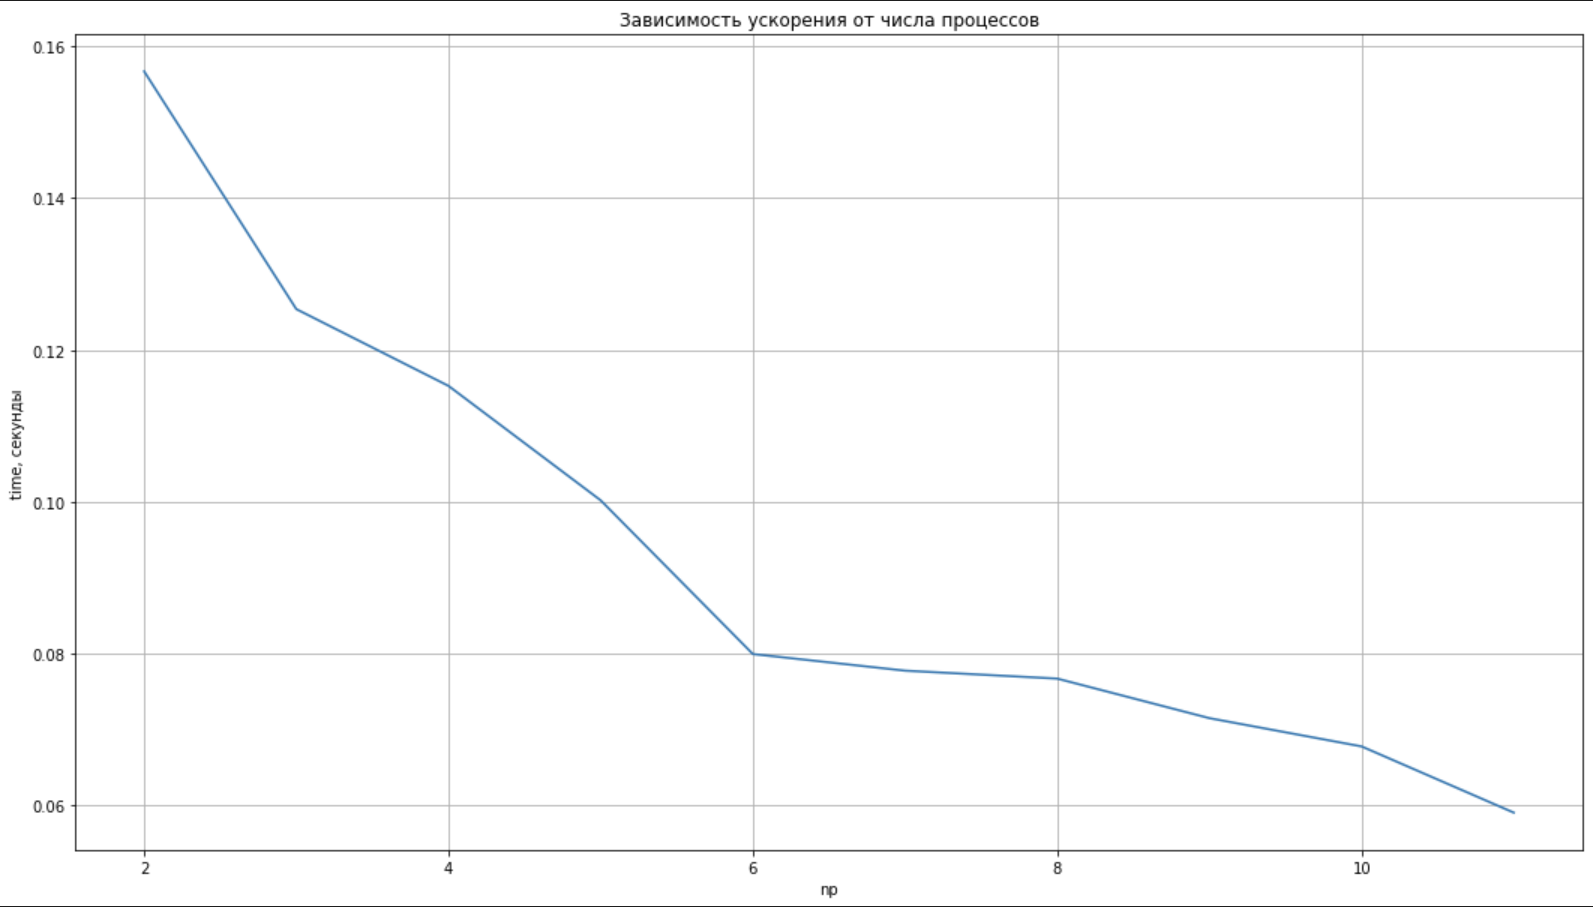 Зависимость ускорения от числа процессов
0.16
0.14
0.12
0.10
0.08
0.06
time, секунды
2 4 6 8 10
np